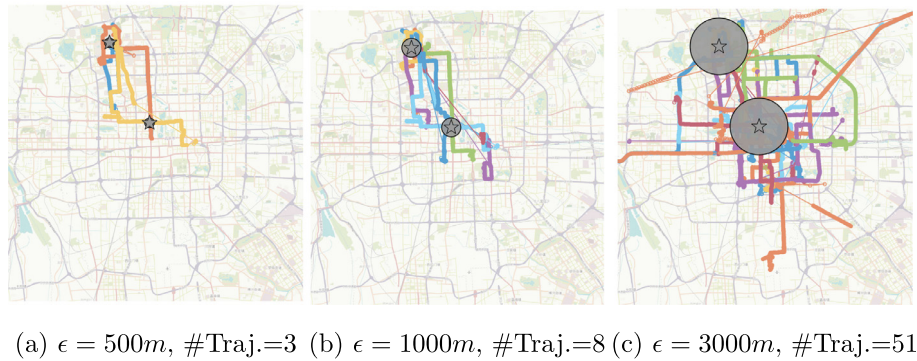 (a) ϵ = 500m, #Traj.=3 (b) ϵ = 1000m, #Traj.=8 (c) ϵ = 3000m, #Traj.=51